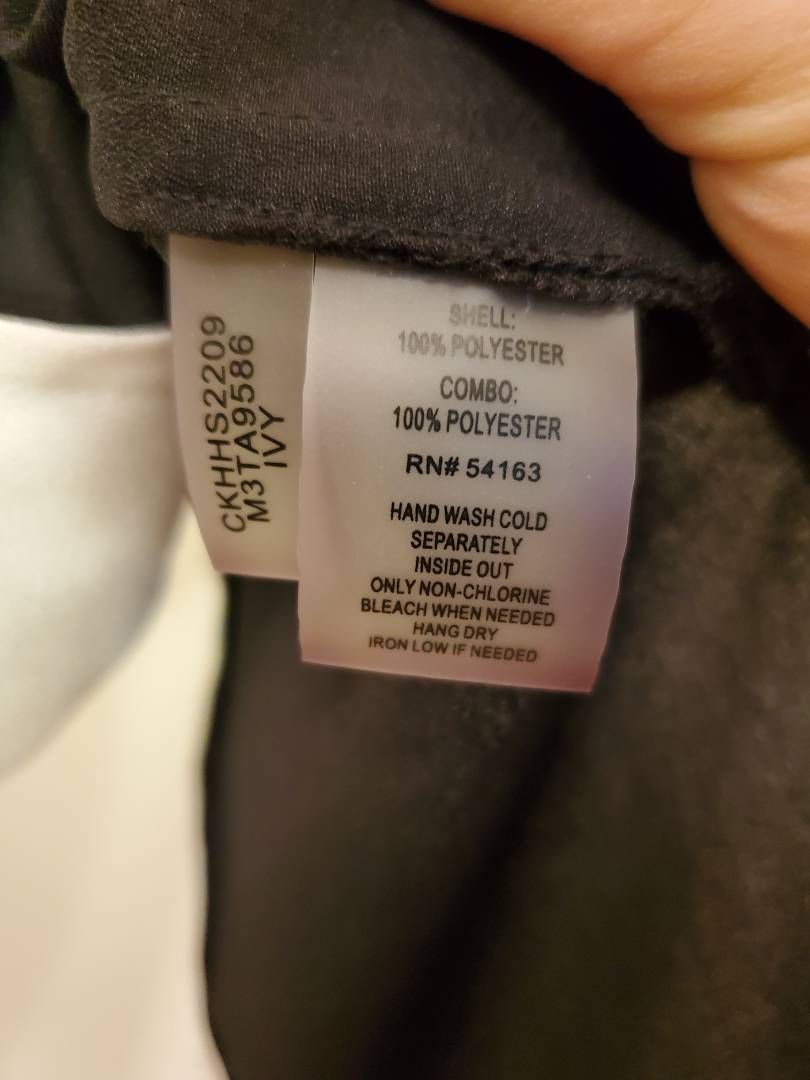 CKHHS2209
M3TA9586
IVY
SHELL:
100% POLYESTER
COMBO:
100% POLYESTER
RN# 54163
HAND WASH COLD
SEPARATELY
INSIDE OUT
ONLY NON-CHLORINE
BLEACH WHEN NEEDED
HANG DRY
IRON LOW IF NEEDED